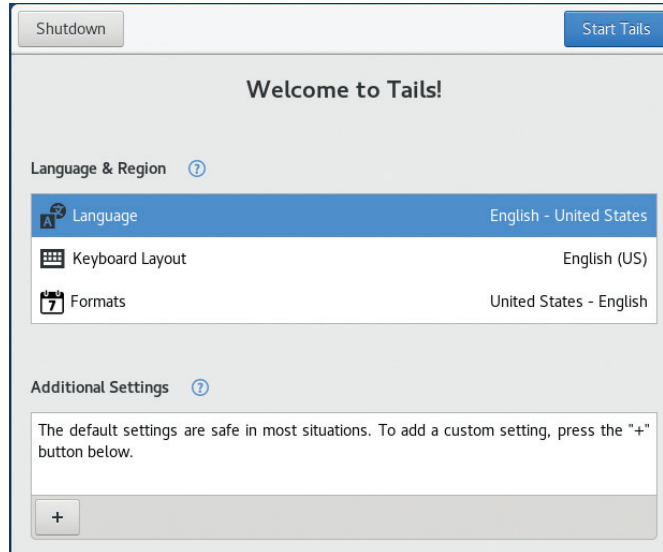 Shutdown
Start Tails
Welcome to Tails!
Language & Region ?
Language English - United States
Keyboard Layout English (US)
7 Formats United States - English
Additional Settings ?
The default settings are safe in most situations. To add a custom setting, press the "+"
button below.
+